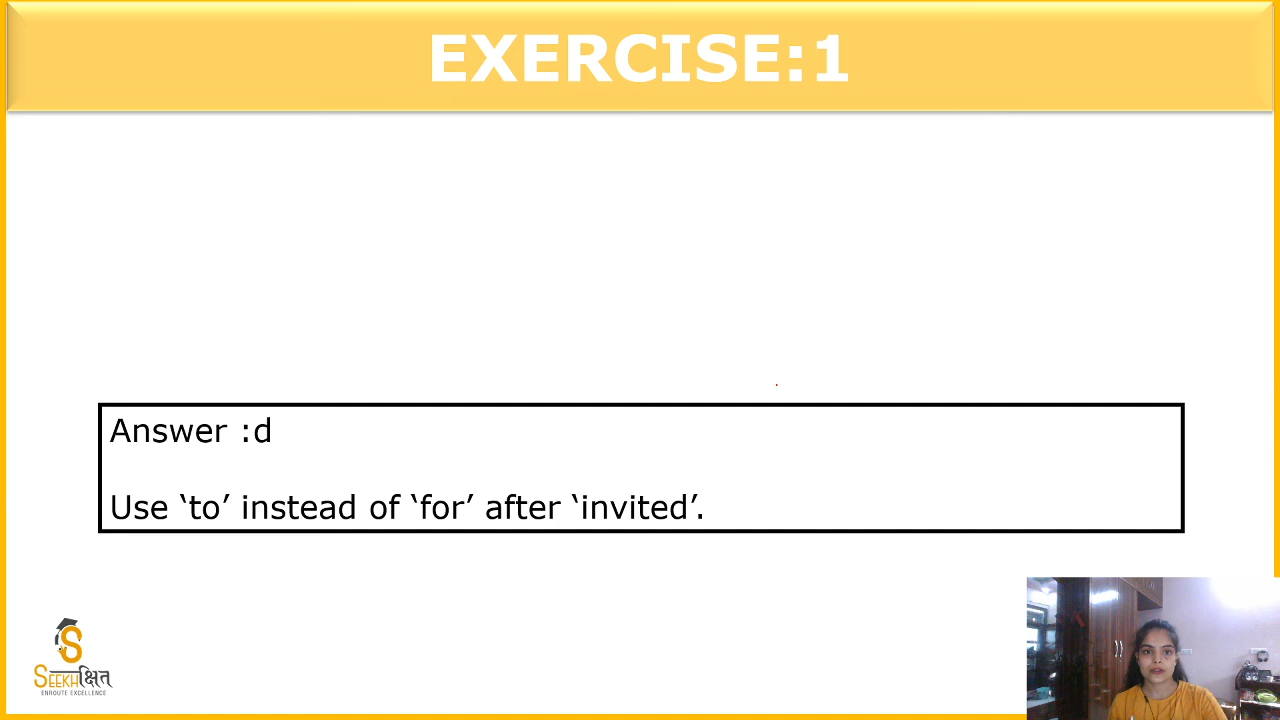 EXERCISE:1
Answer :d
Use ‘to’ instead of ‘for’ after ‘invited’.
S
SEEKHक्षित्
ENROUTE EXCELLENCE